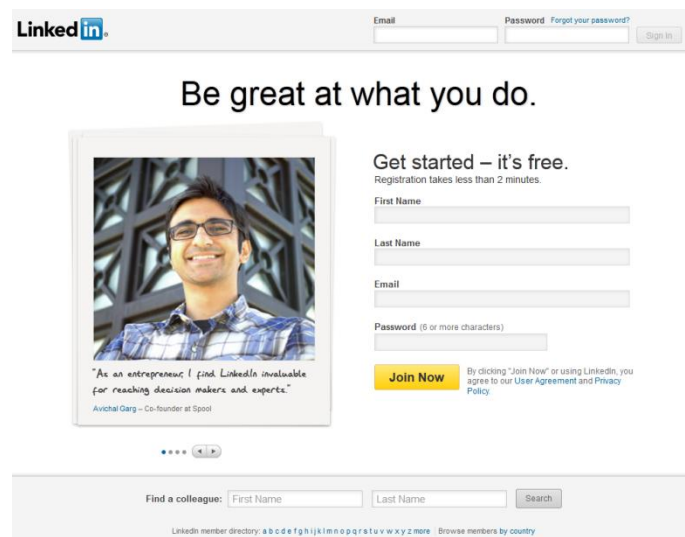 Linked in
Email
Password Forgot your password?
Sign In
Be great at what you do.
Get started – it's free.
Registration takes less than 2 minutes.
First Name
Last Name
Email
Password (6 or more characters)
Join Now
By clicking "Join Now" or using LinkedIn, you
agree to our User Agreement and Privacy
Policy.
"As an entrepreneur, I find LinkedIn invaluable
for reaching decision makers and experts."
Avichal Garg – Co-founder at Spool
Find a colleague: First Name Last Name Search
LinkedIn member directory: a b c d e f g h i j k l m n o p q r s t u v w x y z more Browse members by country